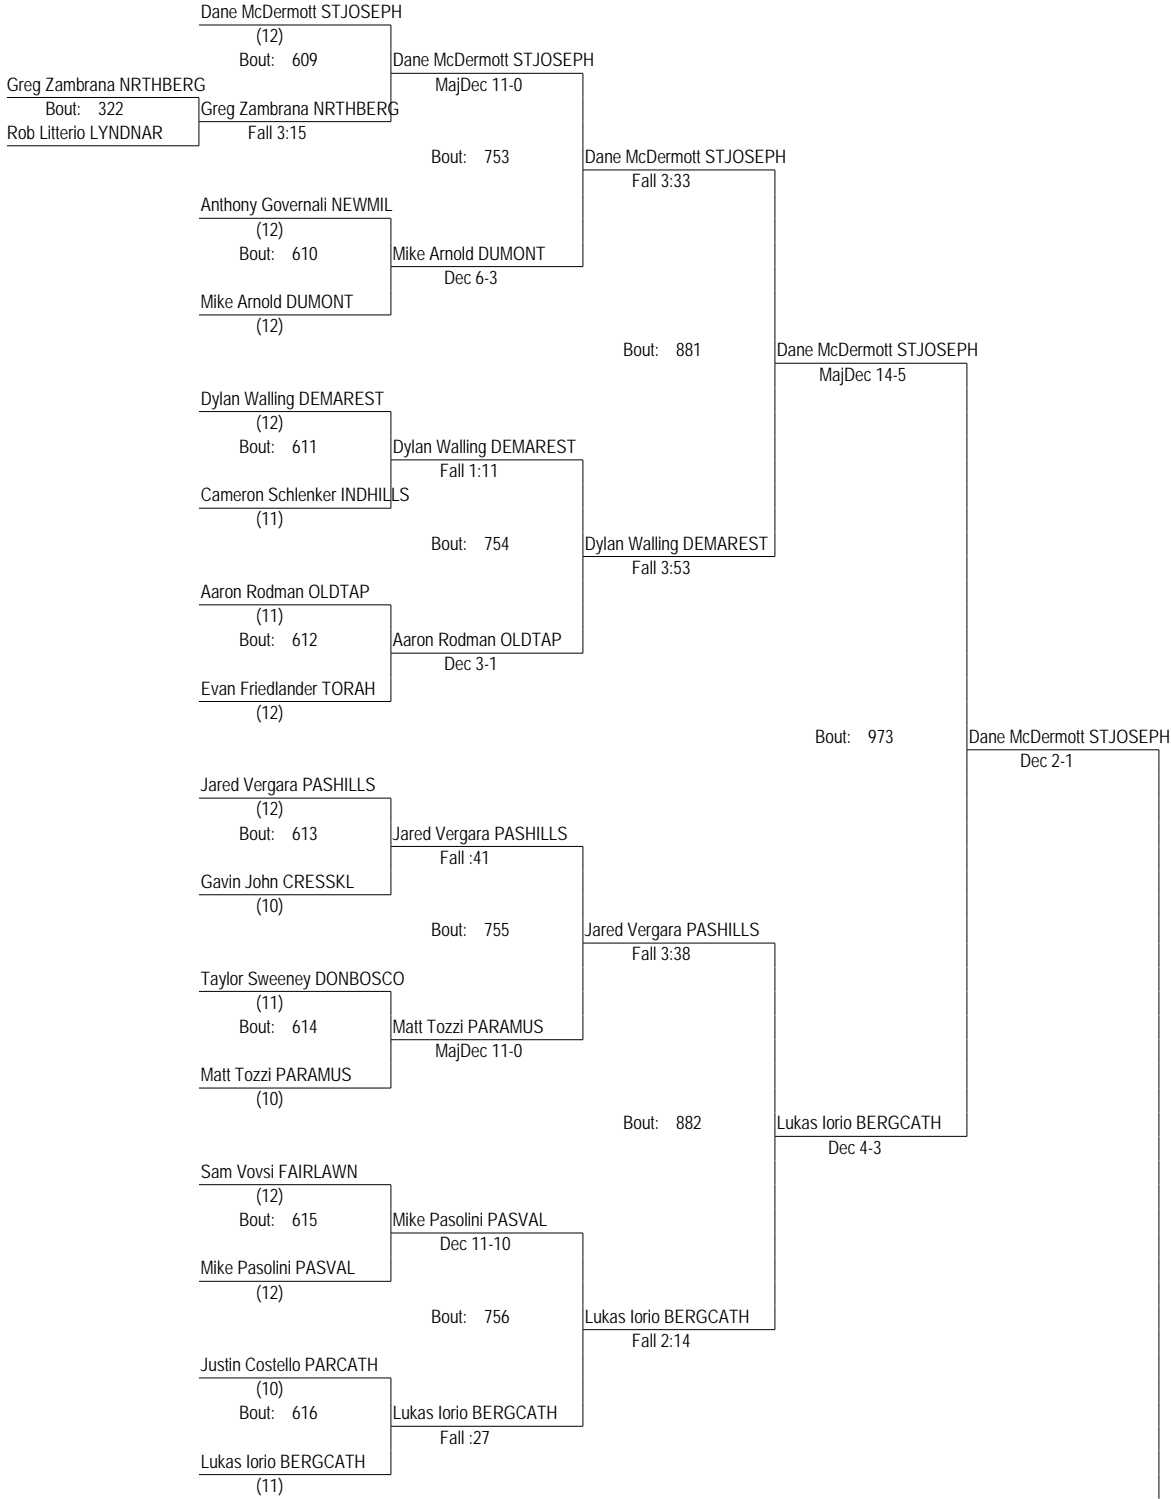 Dane McDermott STJOSEPH
(12)
Bout: 609
Dane McDermott STJOSEPH
MajDec 11-0
Greg Zambrana NRTHBERG
Bout: 322
Rob Litterio LYNDNAR
Greg Zambrana NRTHBERG
Fall 3:15
Bout: 753
Dane McDermott STJOSEPH
Fall 3:33
Anthony Governali NEWMIL
(12)
Bout: 610
Mike Arnold DUMONT
Dec 6-3
Mike Arnold DUMONT
(12)
Bout: 881
Dane McDermott STJOSEPH
MajDec 14-5
Dylan Walling DEMAREST
(12)
Bout: 611
Dylan Walling DEMAREST
Fall 1:11
Cameron Schlenker INDHILLS
(11)
Bout: 754
Dylan Walling DEMAREST
Fall 3:53
Aaron Rodman OLDTAP
(11)
Bout: 612
Aaron Rodman OLDTAP
Dec 3-1
Evan Friedlander TORAH
(12)
Bout: 973
Dane McDermott STJOSEPH
Dec 2-1
Jared Vergara PASHILLS
(12)
Bout: 613
Jared Vergara PASHILLS
Fall :41
Gavin John CRESSKL
(10)
Bout: 755
Jared Vergara PASHILLS
Fall 3:38
Taylor Sweeney DONBOSCO
(11)
Bout: 614
Matt Tozzi PARAMUS
MajDec 11-0
Matt Tozzi PARAMUS
(10)
Bout: 882
Lukas Iorio BERGCATH
Dec 4-3
Sam Vovsi FAIRLAWN
(12)
Bout: 615
Mike Pasolini PASVAL
Dec 11-10
Mike Pasolini PASVAL
(12)
Bout: 756
Lukas Iorio BERGCATH
Fall 2:14
Justin Costello PARCATH
(10)
Bout: 616
Lukas Iorio BERGCATH
Fall :27
Lukas Iorio BERGCATH
(11)